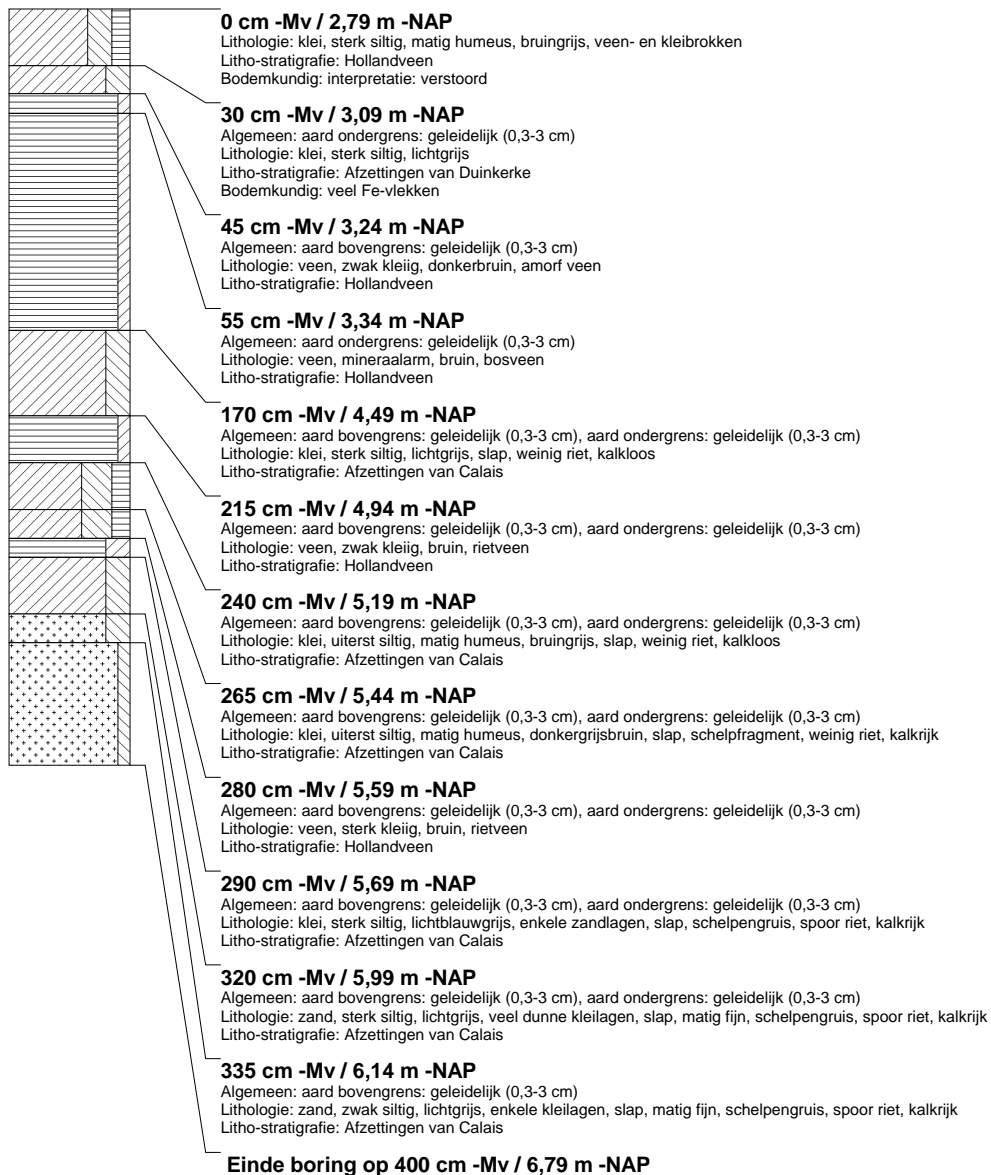 0 cm -Mv / 2,79 m -NAP
Lithologie: klei, sterk siltig, matig humeus, bruingrijs, veen- en kleibrokken
Litho-stratigrafie: Hollandveen
Bodemkundig: interpretatie: verstoord
30 cm -Mv / 3,09 m -NAP
Algemeen: aard ondergrens: geleidelijk (0,3-3 cm)
Lithologie: klei, sterk siltig, lichtgrijs
Litho-stratigrafie: Afzettingen van Duinkerke
Bodemkundig: veel Fe-vlekken
45 cm -Mv / 3,24 m -NAP
Algemeen: aard bovengrens: geleidelijk (0,3-3 cm)
Lithologie: veen, zwak kleiig, donkerbruin, amorf veen
Litho-stratigrafie: Hollandveen
55 cm -Mv / 3,34 m -NAP
Algemeen: aard ondergrens: geleidelijk (0,3-3 cm)
Lithologie: veen, mineraalarm, bruin, bosveen
Litho-stratigrafie: Hollandveen
170 cm -Mv / 4,49 m -NAP
Algemeen: aard bovengrens: geleidelijk (0,3-3 cm), aard ondergrens: geleidelijk (0,3-3 cm)
Lithologie: klei, sterk siltig, lichtgrijs, slap, weinig riet, kalkloos
Litho-stratigrafie: Afzettingen van Calais
215 cm -Mv / 4,94 m -NAP
Algemeen: aard bovengrens: geleidelijk (0,3-3 cm), aard ondergrens: geleidelijk (0,3-3 cm)
Lithologie: veen, zwak kleiig, bruin, rietveen
Litho-stratigrafie: Hollandveen
240 cm -Mv / 5,19 m -NAP
Algemeen: aard bovengrens: geleidelijk (0,3-3 cm), aard ondergrens: geleidelijk (0,3-3 cm)
Lithologie: klei, uiterst siltig, matig humeus, bruingrijs, slap, weinig riet, kalkloos
Litho-stratigrafie: Afzettingen van Calais
265 cm -Mv / 5,44 m -NAP
Algemeen: aard bovengrens: geleidelijk (0,3-3 cm), aard ondergrens: geleidelijk (0,3-3 cm)
Lithologie: klei, uiterst siltig, matig humeus, donkergrijsbruin, slap, schelpfragment, weinig riet, kalkrijk
Litho-stratigrafie: Afzettingen van Calais
280 cm -Mv / 5,59 m -NAP
Algemeen: aard bovengrens: geleidelijk (0,3-3 cm), aard ondergrens: geleidelijk (0,3-3 cm)
Lithologie: veen, sterk kleiig, bruin, rietveen
Litho-stratigrafie: Hollandveen
290 cm -Mv / 5,69 m -NAP
Algemeen: aard bovengrens: geleidelijk (0,3-3 cm), aard ondergrens: geleidelijk (0,3-3 cm)
Lithologie: klei, sterk siltig, lichtblauwgrijs, enkele zandlagen, slap, schelpengruis, spoor riet, kalkrijk
Litho-stratigrafie: Afzettingen van Calais
320 cm -Mv / 5,99 m -NAP
Algemeen: aard bovengrens: geleidelijk (0,3-3 cm), aard ondergrens: geleidelijk (0,3-3 cm)
Lithologie: zand, sterk siltig, lichtgrijs, veel dunne kleilagen, slap, matig fijn, schelpengruis, spoor riet, kalkrijk
Litho-stratigrafie: Afzettingen van Calais
335 cm -Mv / 6,14 m -NAP
Algemeen: aard bovengrens: geleidelijk (0,3-3 cm)
Lithologie: zand, zwak siltig, lichtgrijs, enkele kleilagen, slap, matig fijn, schelpengruis, spoor riet, kalkrijk
Litho-stratigrafie: Afzettingen van Calais
Einde boring op 400 cm -Mv / 6,79 m -NAP